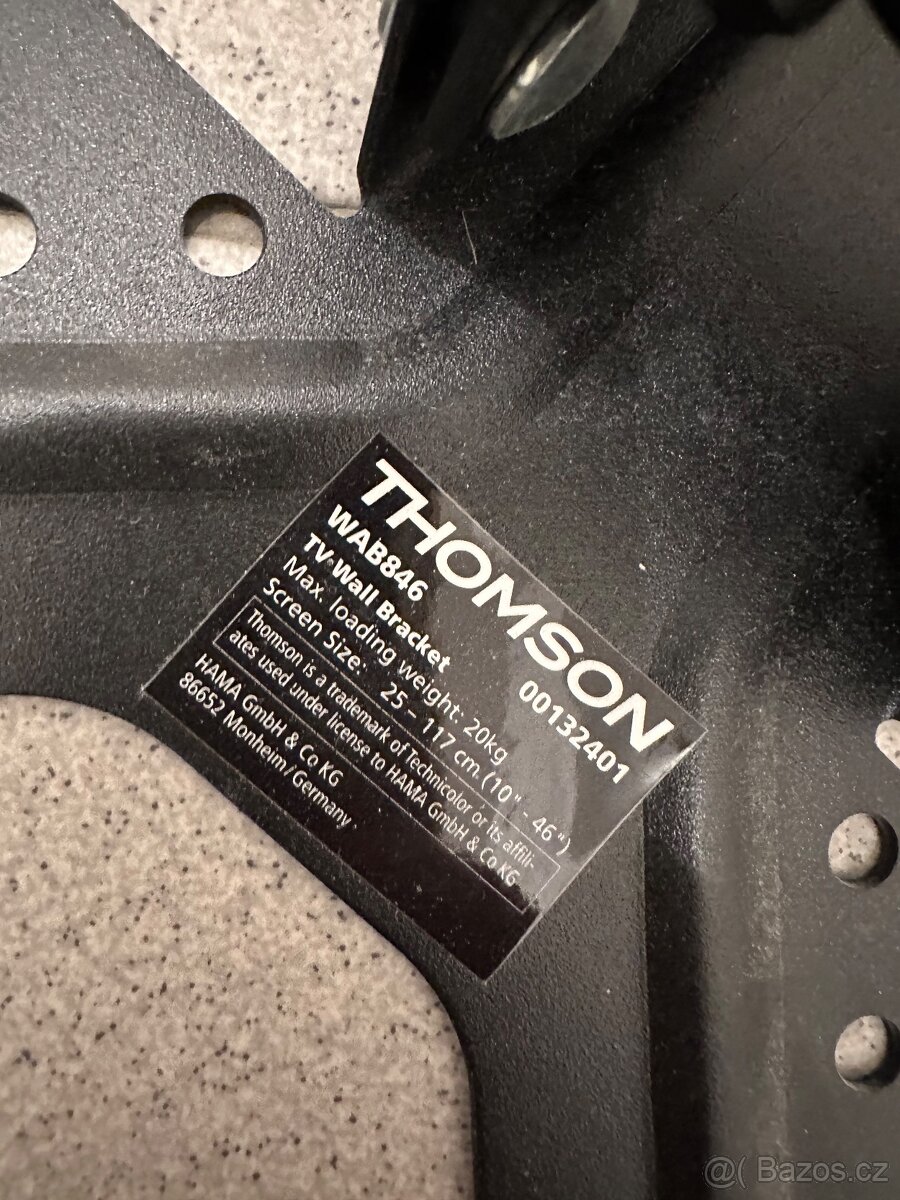 THOMSON
WAB846 00132401
TV Wall Bracket
Max. loading weight: 20kg
Screen Size: 25 - 117 cm (10" - 46")
Thomson is a trademark of Technicolor or its affili-
ates used under license to HAMA GmbH & Co KG
HAMA GmbH & Co KG
86652 Monheim/Germany
@( Bazos.cz